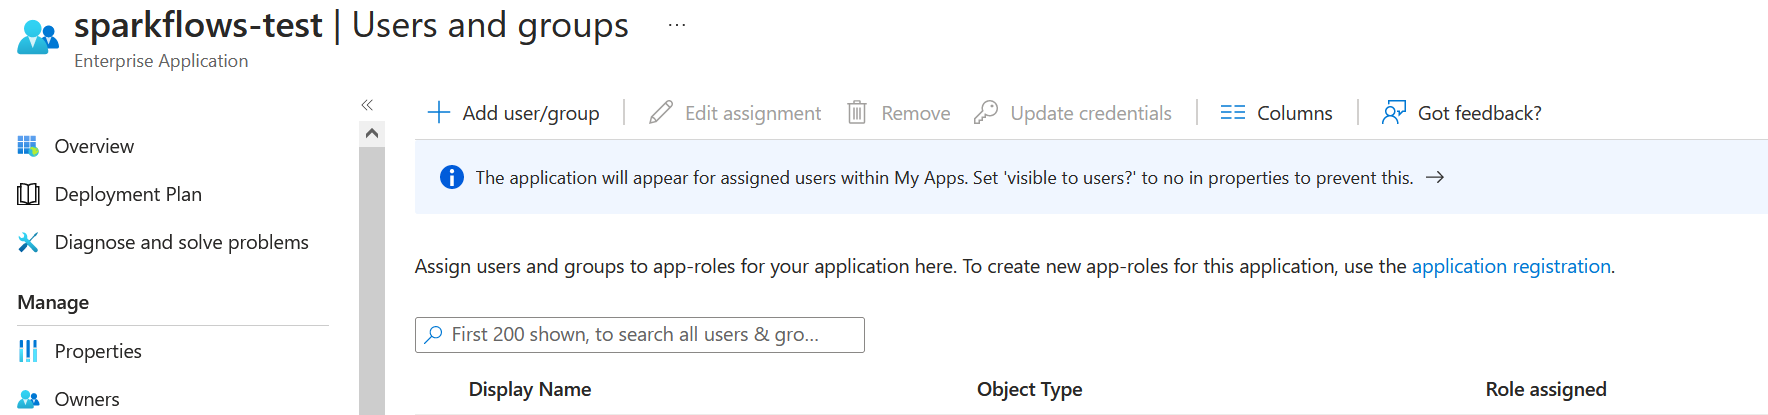 sparkflows-test | Users and groups ...
Enterprise Application
Overview
Deployment Plan
Diagnose and solve problems
Manage
Properties
Owners
Add user/group
Edit assignment
Remove
Update credentials
Columns
Got feedback?
The application will appear for assigned users within My Apps. Set 'visible to users?' to no in properties to prevent this. →
Assign users and groups to app-roles for your application here. To create new app-roles for this application, use the application registration.
First 200 shown, to search all users & gro...
Display Name
Object Type
Role assigned